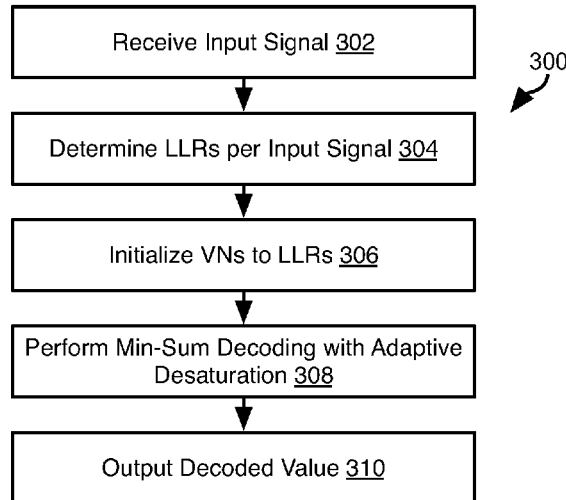 Receive Input Signal 302
300
Determine LLRs per Input Signal 304
Initialize VNs to LLRs 306
Perform Min-Sum Decoding with Adaptive
Desaturation 308
Output Decoded Value 310